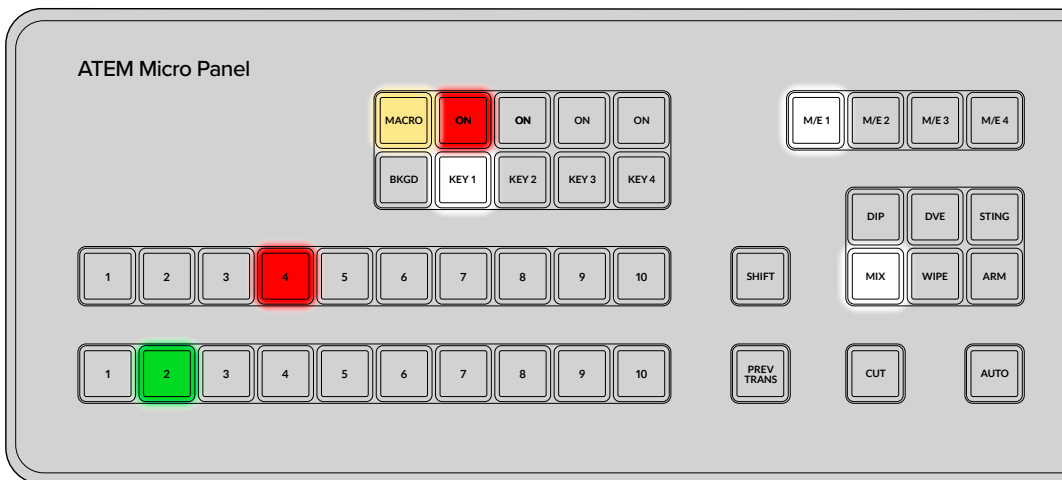 ATEM Micro Panel
MACRO ON ON ON ON
M/E 1 M/E 2 M/E 3 M/E 4
BKGD KEY 1 KEY 2 KEY 3 KEY 4
DIP DVE STING
1 2 3 4 5 6 7 8 9 10
SHIFT
MIX WIPE ARM
1 2 3 4 5 6 7 8 9 10
PREV
TRANS
CUT
AUTO